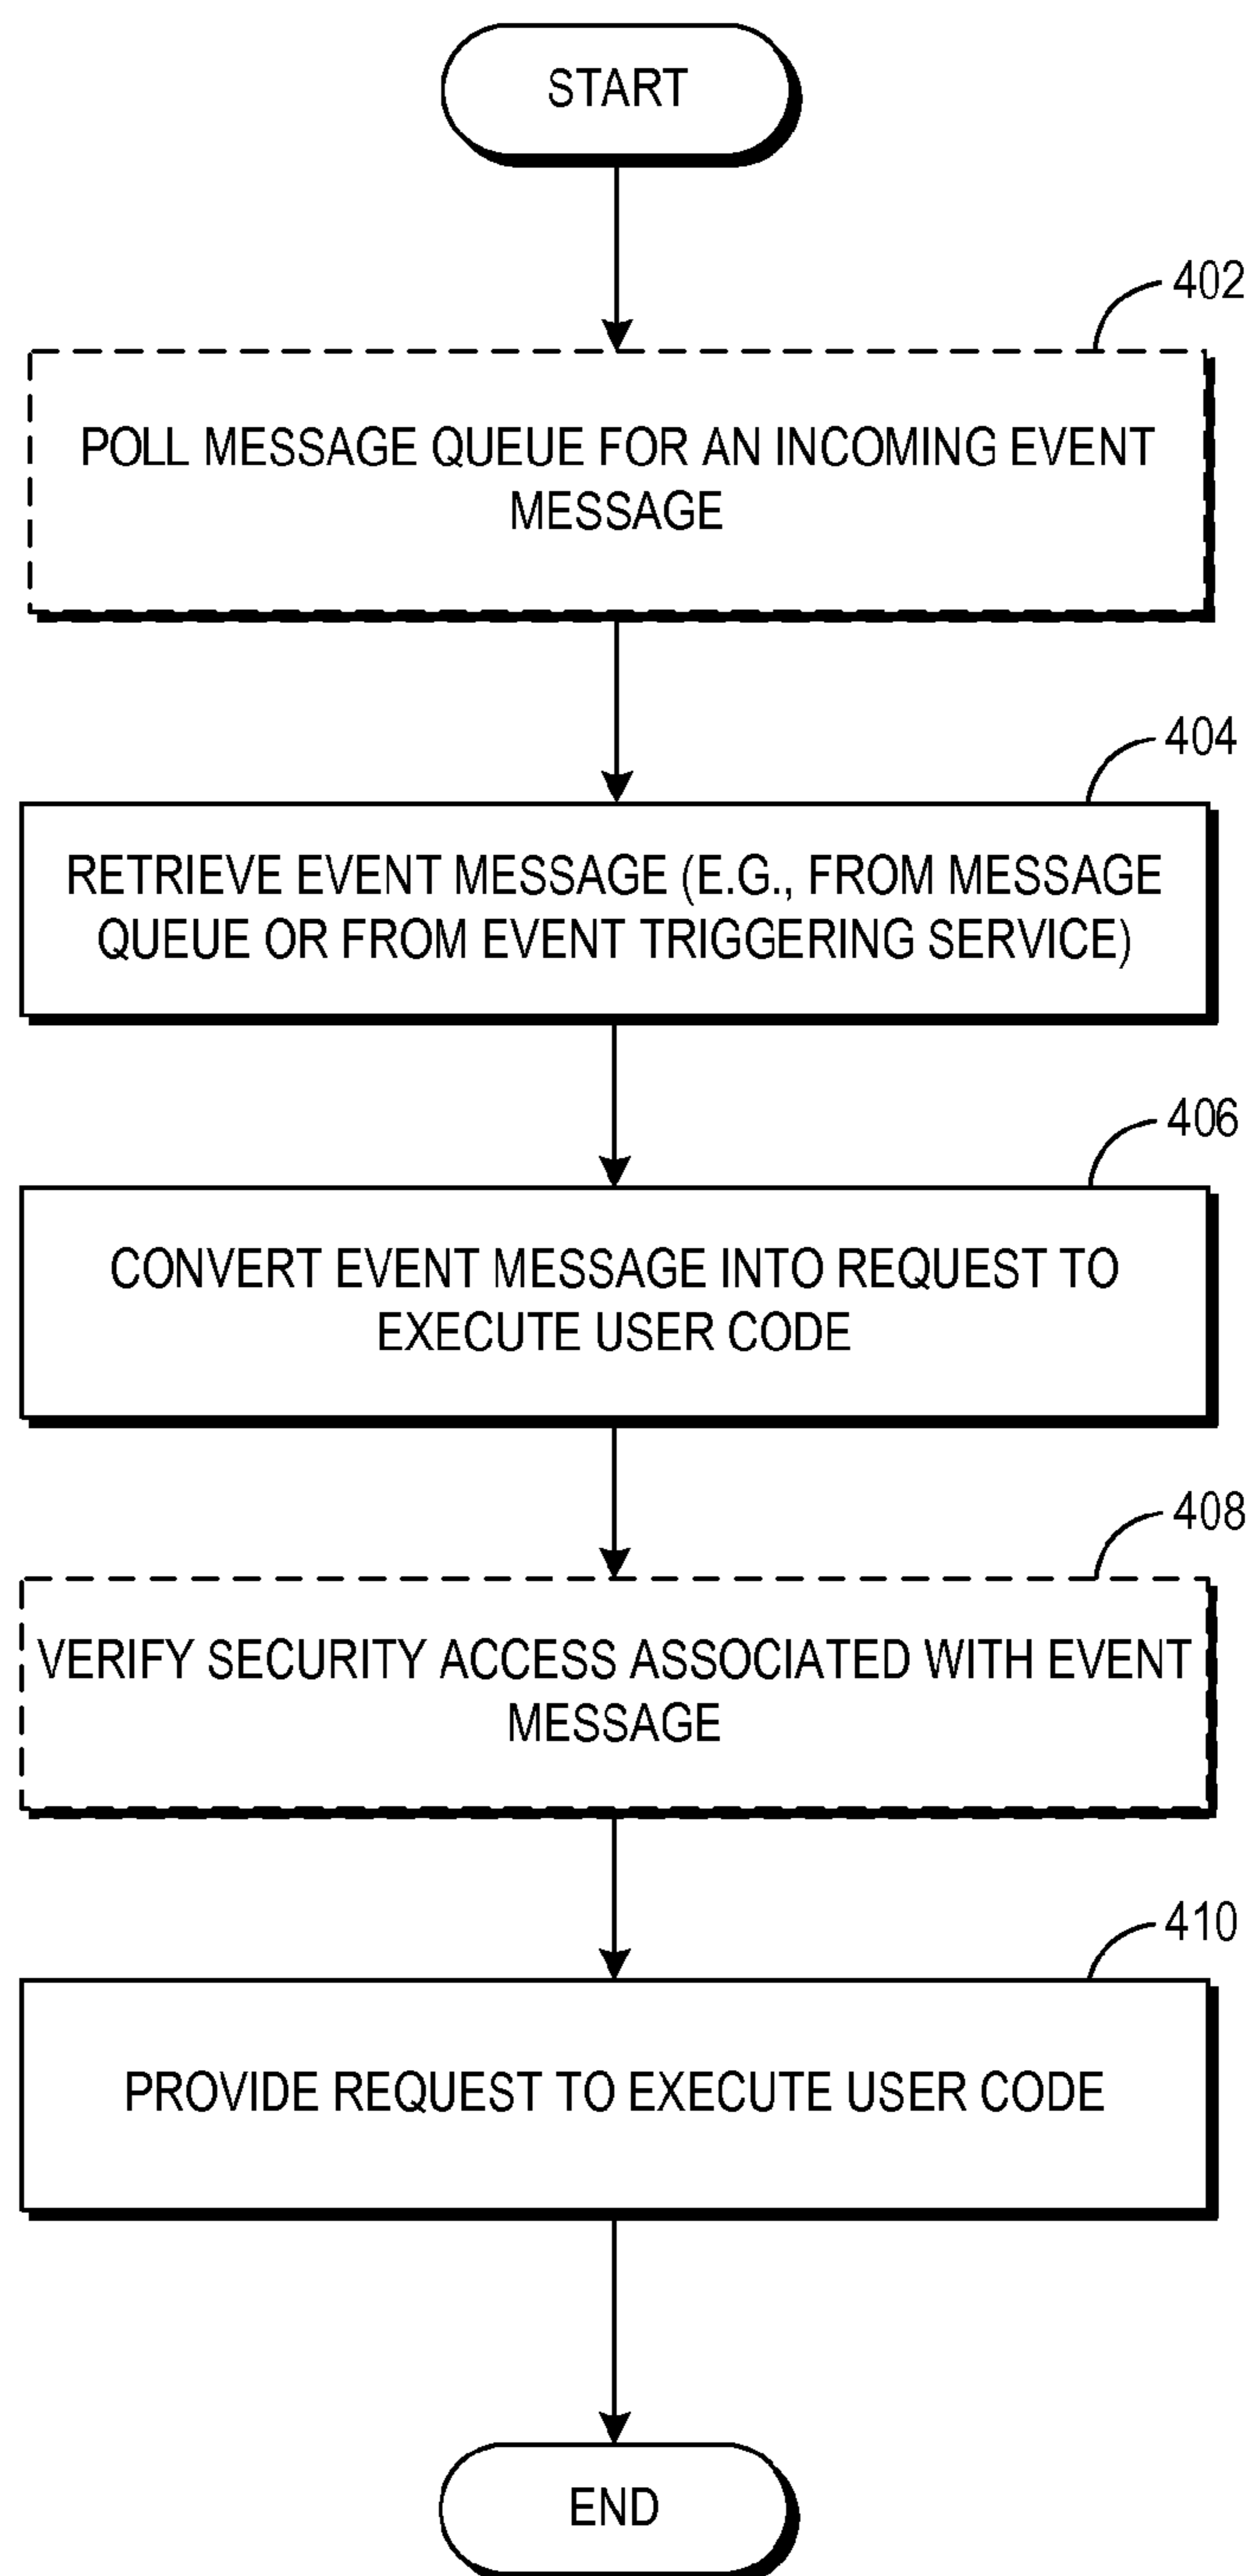 START
402
POLL MESSAGE QUEUE FOR AN INCOMING EVENT
MESSAGE
404
RETRIEVE EVENT MESSAGE (E.G., FROM MESSAGE
QUEUE OR FROM EVENT TRIGGERING SERVICE)
406
CONVERT EVENT MESSAGE INTO REQUEST TO
EXECUTE USER CODE
408
VERIFY SECURITY ACCESS ASSOCIATED WITH EVENT
MESSAGE
410
PROVIDE REQUEST TO EXECUTE USER CODE
END